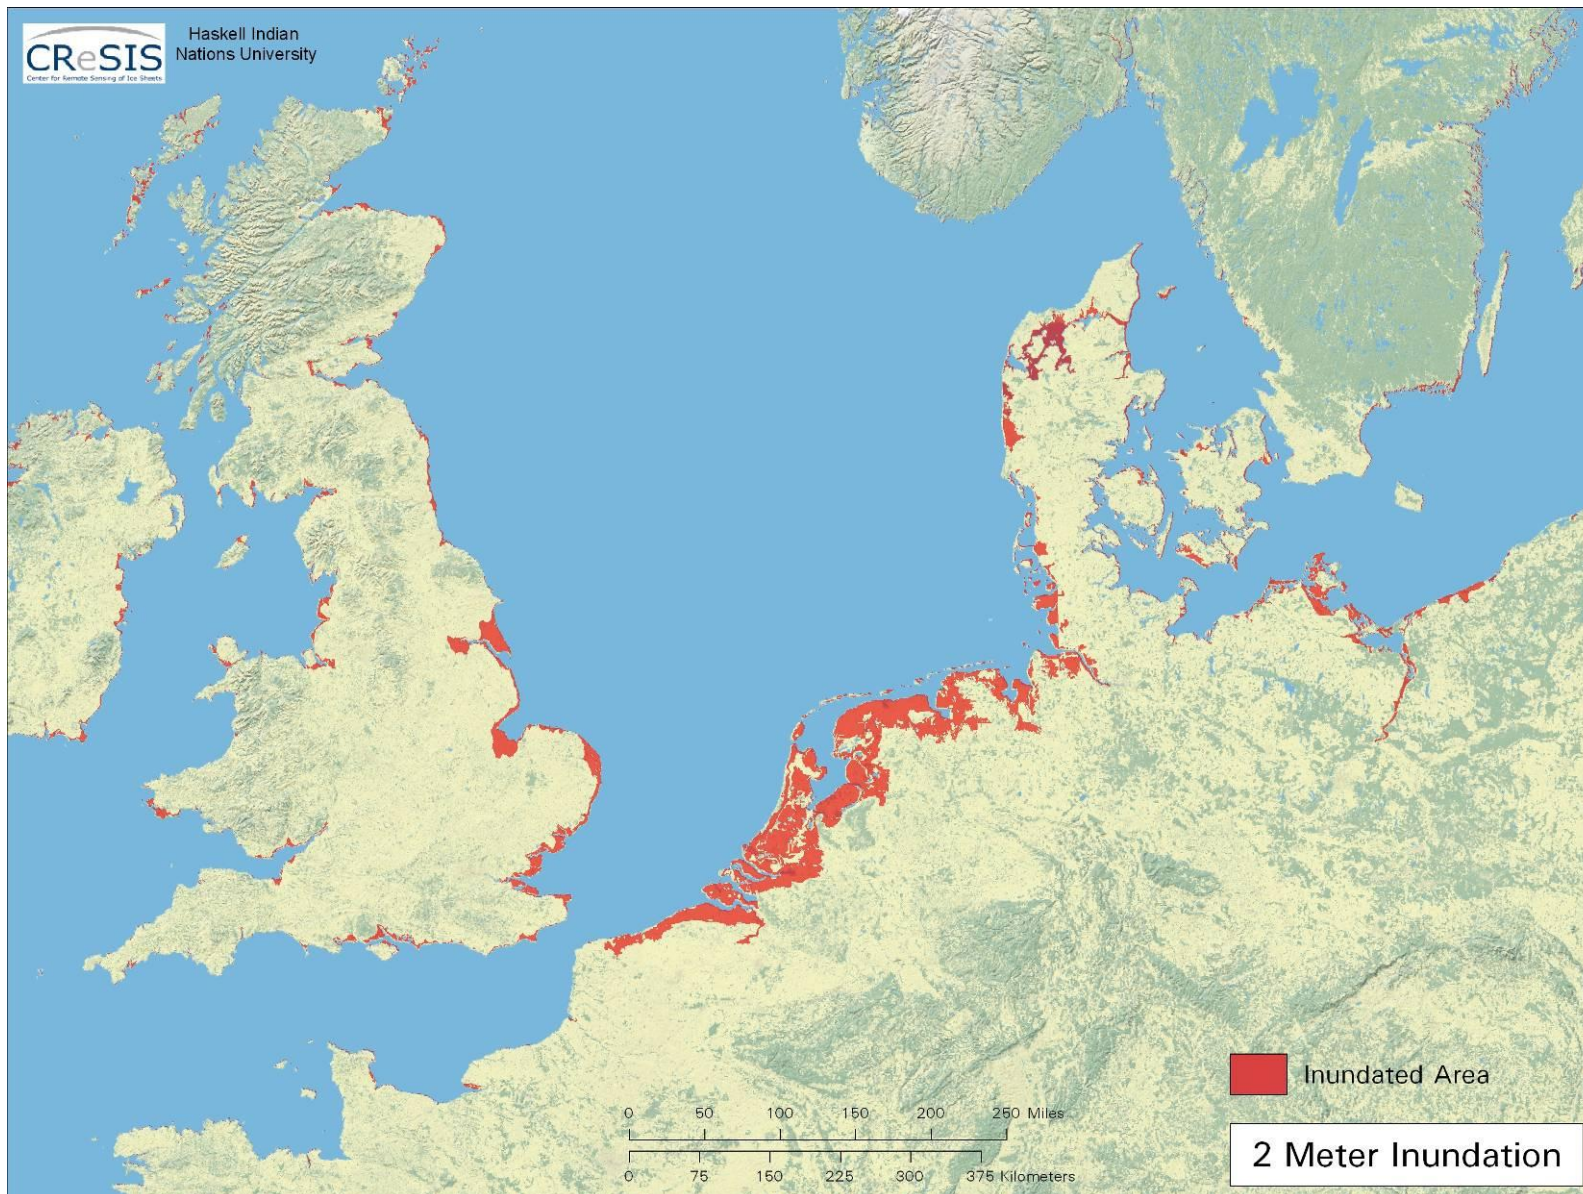 CReSIS
Center for Remote Sensing of Ice Sheets
Haskell Indian
Nations University
Inundated Area
2 Meter Inundation
0 50 100 150 200 250 Miles
0 75 150 225 300 375 Kilometers